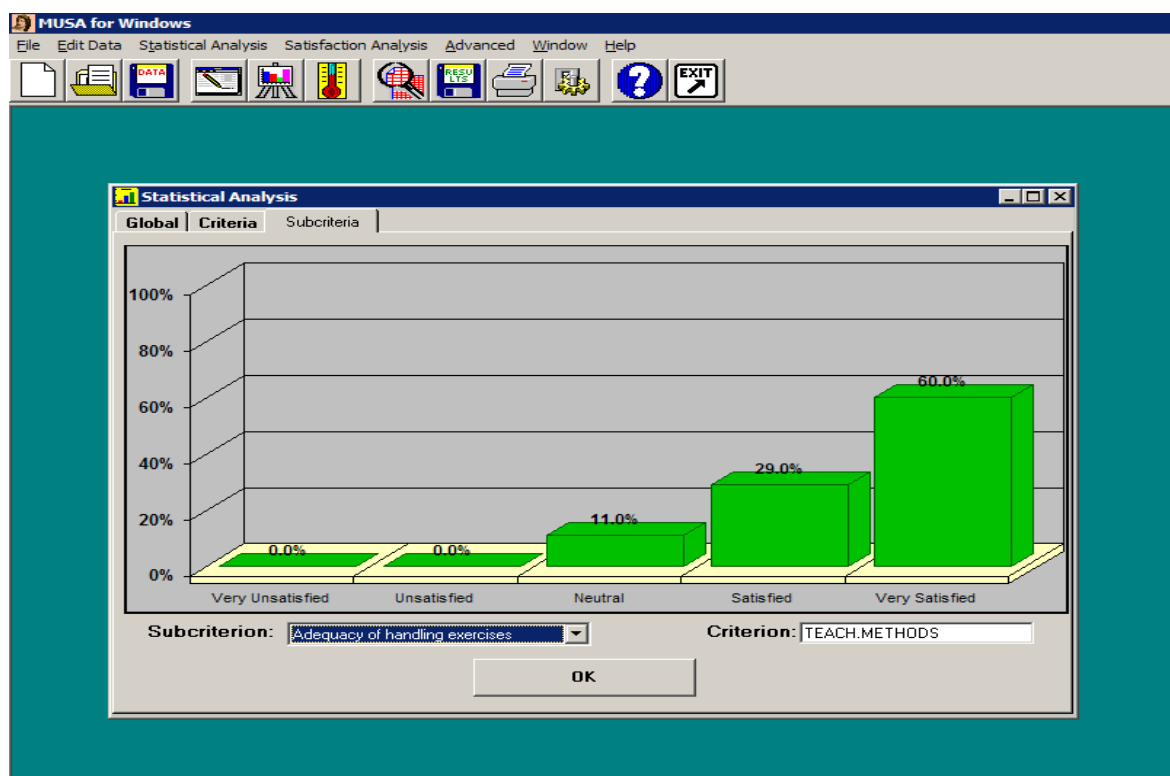 MUSA for Windows
File Edit Data Statistical Analysis Satisfaction Analysis Advanced Window Help
DATA RESU LTS ? EXIT
Statistical Analysis
Global Criteria Subcriteria
100%
80%
60%
40%
20%
0%
0.0% 0.0% 11.0% 29.0% 60.0%
Very Unsatisfied Unsatisfied Neutral Satisfied Very Satisfied
Subcriterion: Adequacy of handling exercises Criterion: TEACH.METHODS
OK